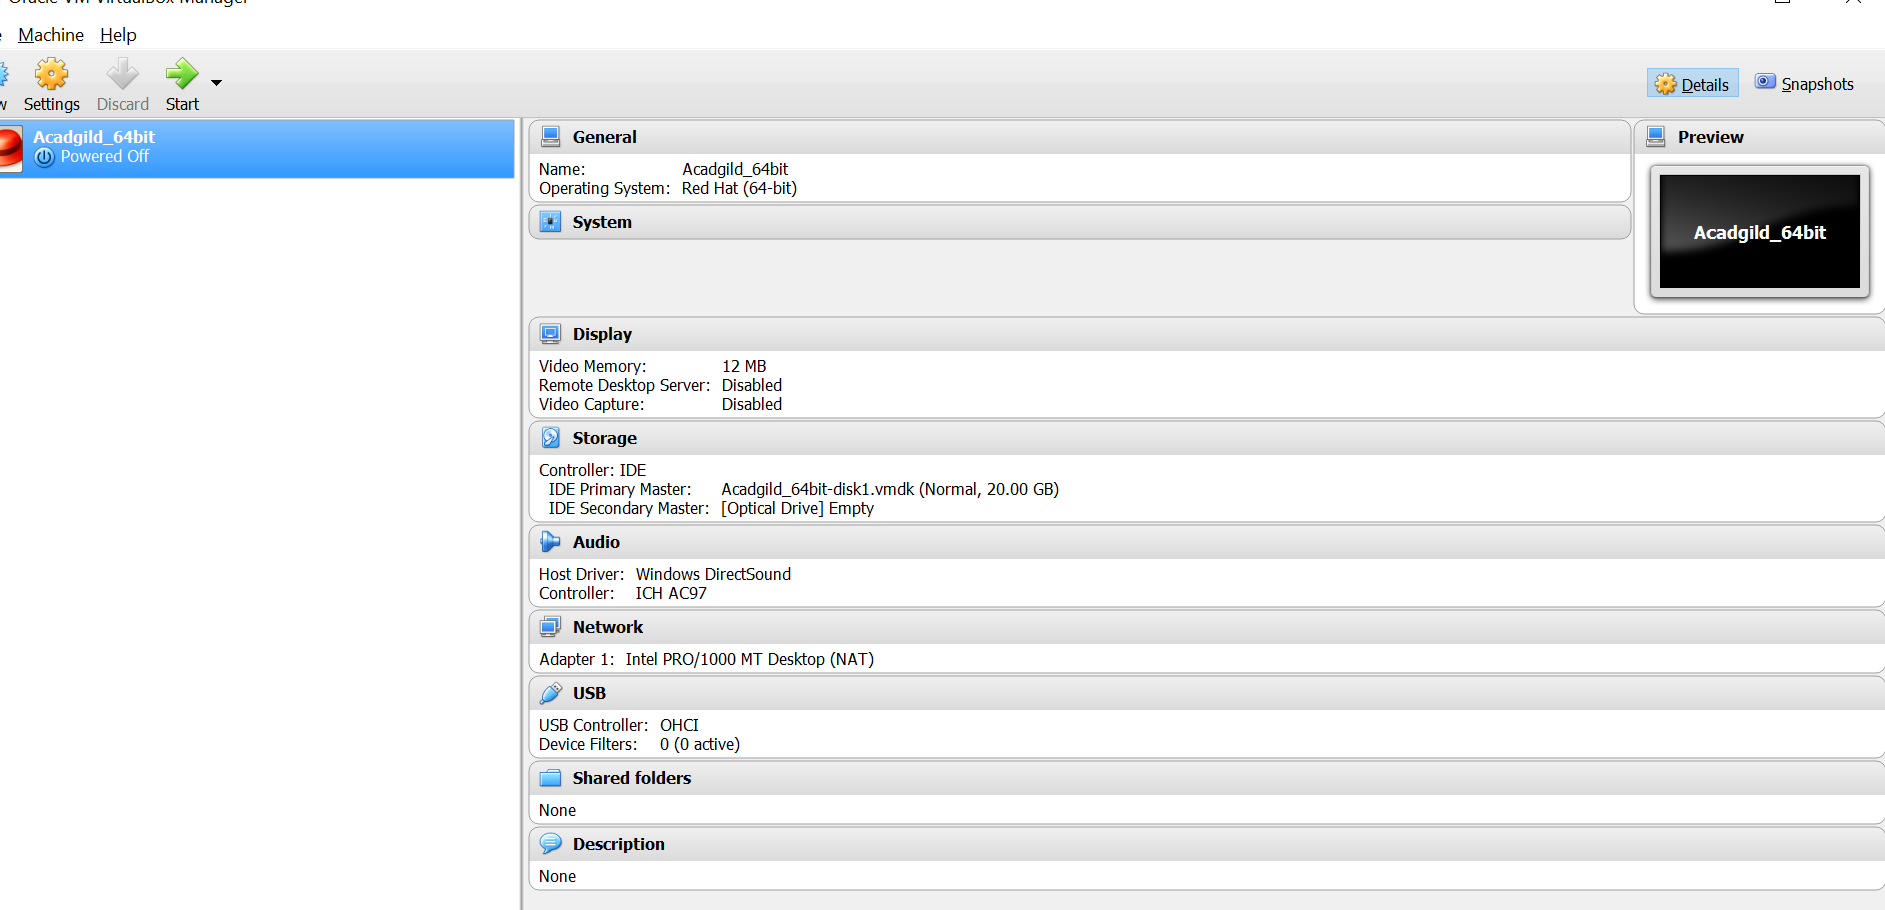 Oracle VM VirtualBox Manager
Machine Help
Settings Discard Start
Details Snapshots
Acadgild_64bit
Powered Off
General
Name: Acadgild_64bit
Operating System: Red Hat (64-bit)
System
Preview
Acadgild_64bit
Display
Video Memory: 12 MB
Remote Desktop Server: Disabled
Video Capture: Disabled
Storage
Controller: IDE
IDE Primary Master: Acadgild_64bit-disk1.vmdk (Normal, 20.00 GB)
IDE Secondary Master: [Optical Drive] Empty
Audio
Host Driver: Windows DirectSound
Controller: ICH AC97
Network
Adapter 1: Intel PRO/1000 MT Desktop (NAT)
USB
USB Controller: OHCI
Device Filters: 0 (0 active)
Shared folders
None
Description
None